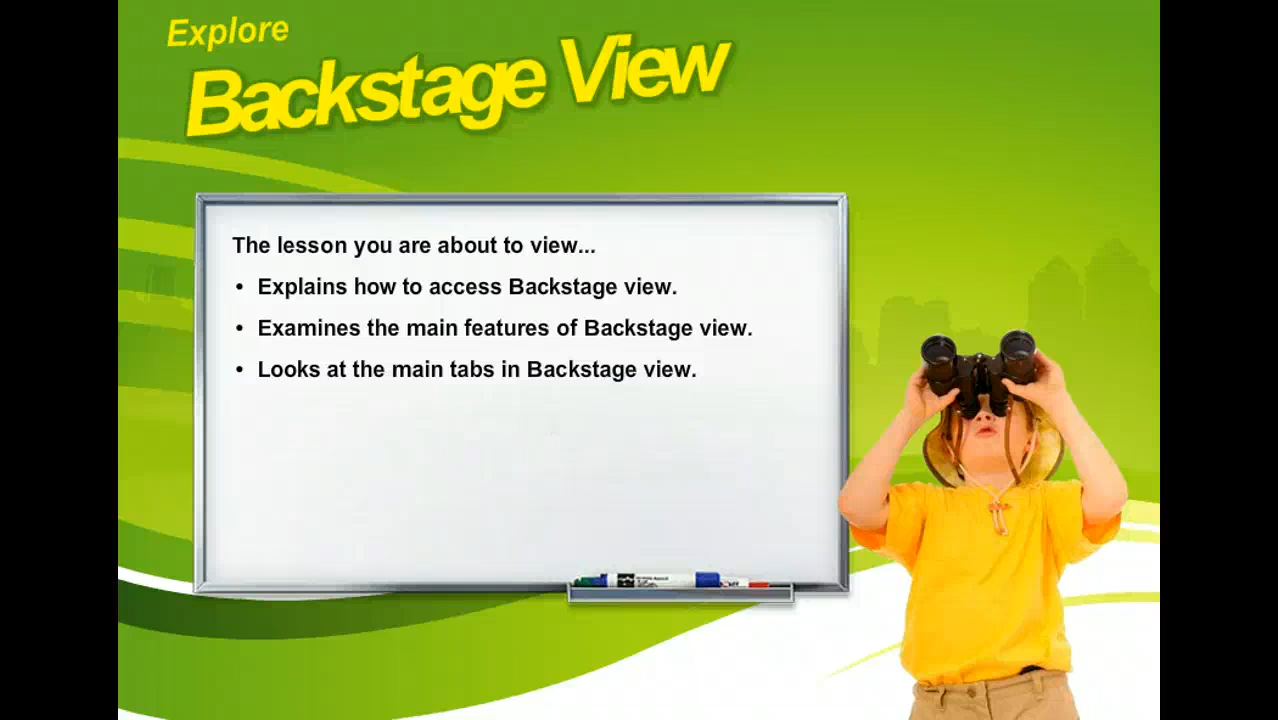 Explore
Backstage View
The lesson you are about to view...
• Explains how to access Backstage view.
• Examines the main features of Backstage view.
• Looks at the main tabs in Backstage view.